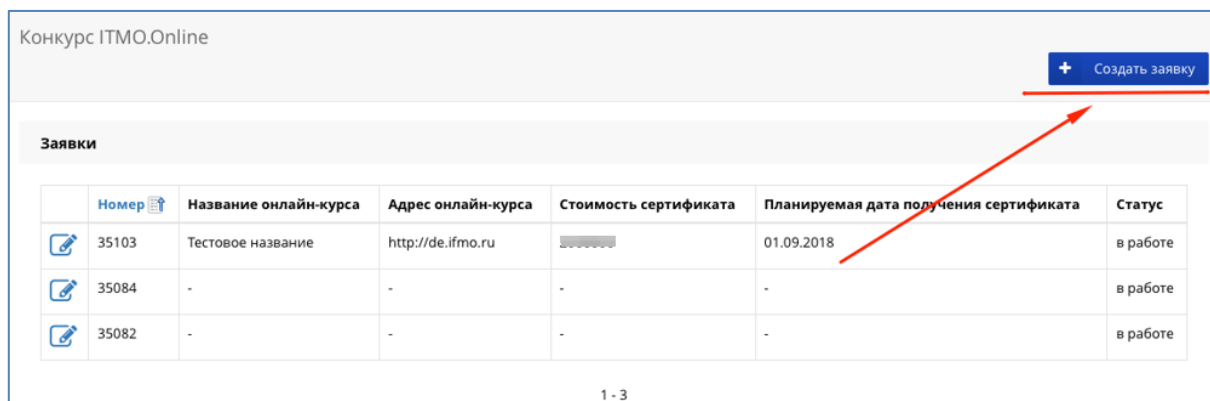 Конкурс ITMO.Online
+ Создать заявку
Заявки
Номер Название онлайн-курса Адрес онлайн-курса Стоимость сертификата Планируемая дата получения сертификата Статус
35103 Тестовое название http://de.ifmo.ru 01.09.2018 в работе
35084 - - - - в работе
35082 - - - - в работе
1 - 3